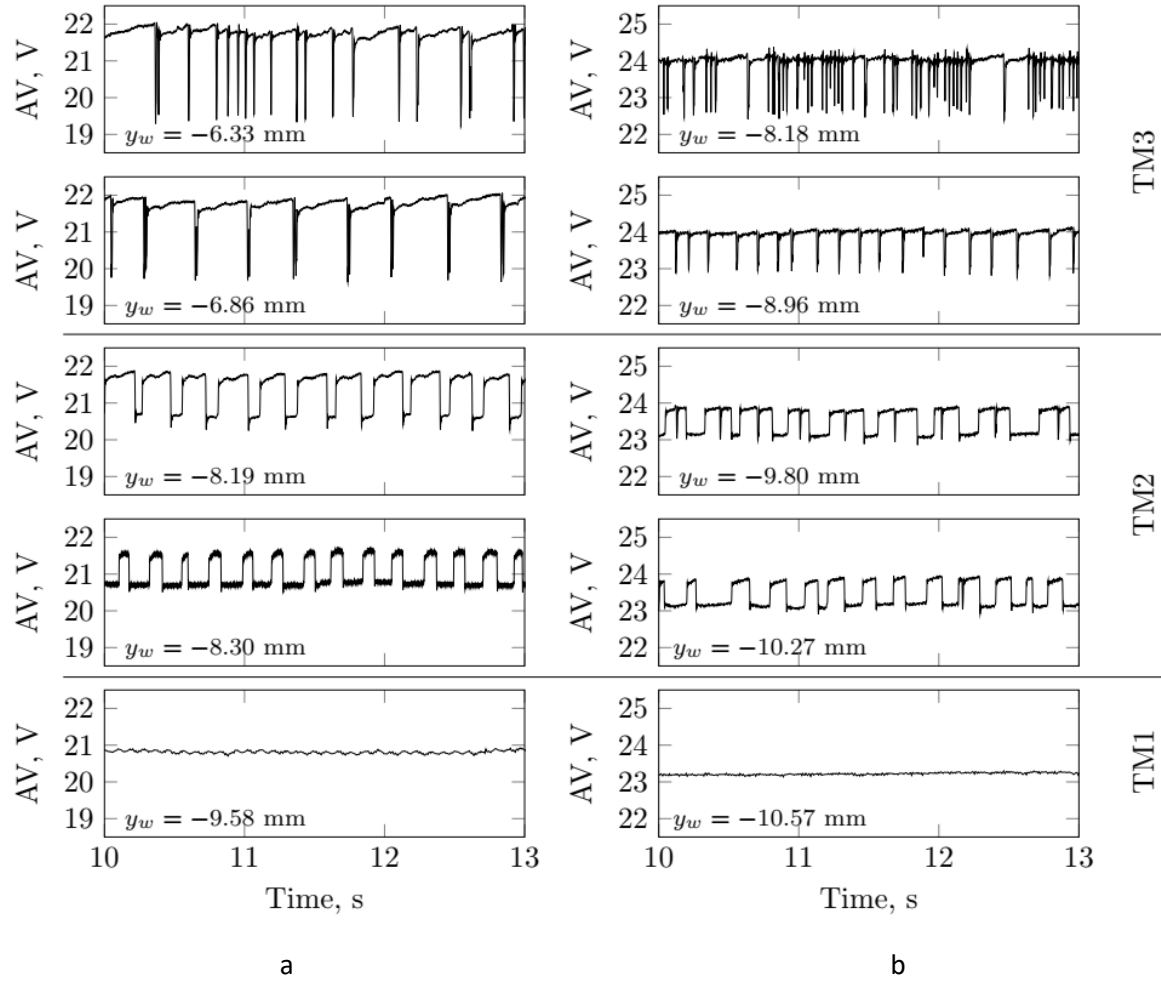 22
21
20
19
AV, V
y_w = −6.33 mm
25
24
23
22
AV, V
y_w = −8.18 mm
TM3
22
21
20
19
AV, V
y_w = −6.86 mm
25
24
23
22
AV, V
y_w = −8.96 mm
22
21
20
19
AV, V
y_w = −8.19 mm
25
24
23
22
AV, V
y_w = −9.80 mm
TM2
22
21
20
19
AV, V
y_w = −8.30 mm
25
24
23
22
AV, V
y_w = −10.27 mm
22
21
20
19
AV, V
y_w = −9.58 mm
10 11 12 13
Time, s
25
24
23
22
AV, V
y_w = −10.57 mm
10 11 12 13
Time, s
TM1
a
b